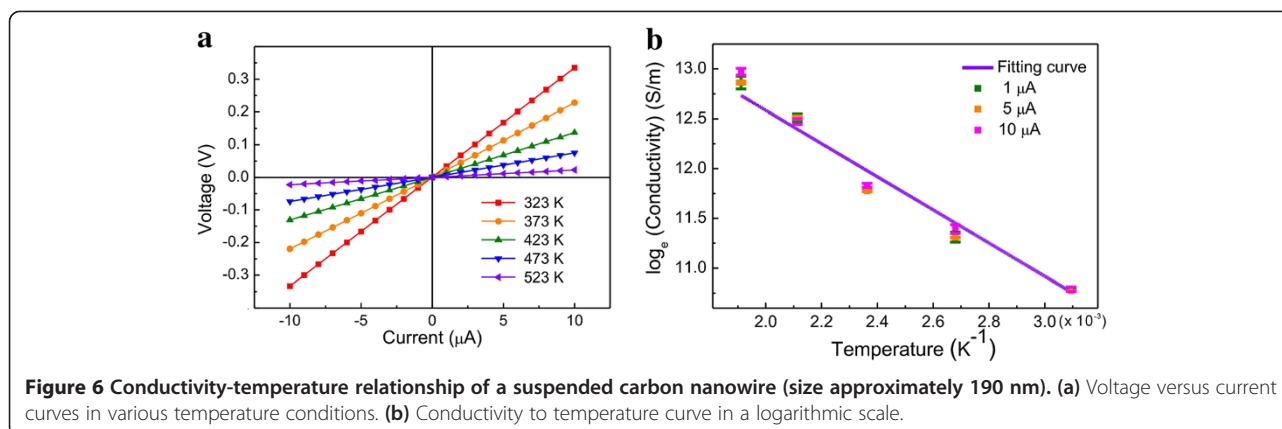 a
b
0.3
0.2
0.1
0.0
-0.1
-0.2
-0.3
Voltage (V)
-10
-5
0
5
10
Current (μA)
323 K
373 K
423 K
473 K
523 K
13.0
12.5
12.0
11.5
11.0
log_e (Conductivity) (S/m)
Fitting curve
1 μA
5 μA
10 μA
2.0
2.2
2.4
2.6
2.8
3.0 (x 10⁻³)
Temperature (K⁻¹)
Figure 6 Conductivity-temperature relationship of a suspended carbon nanowire (size approximately 190 nm). (a) Voltage versus current
curves in various temperature conditions. (b) Conductivity to temperature curve in a logarithmic scale.